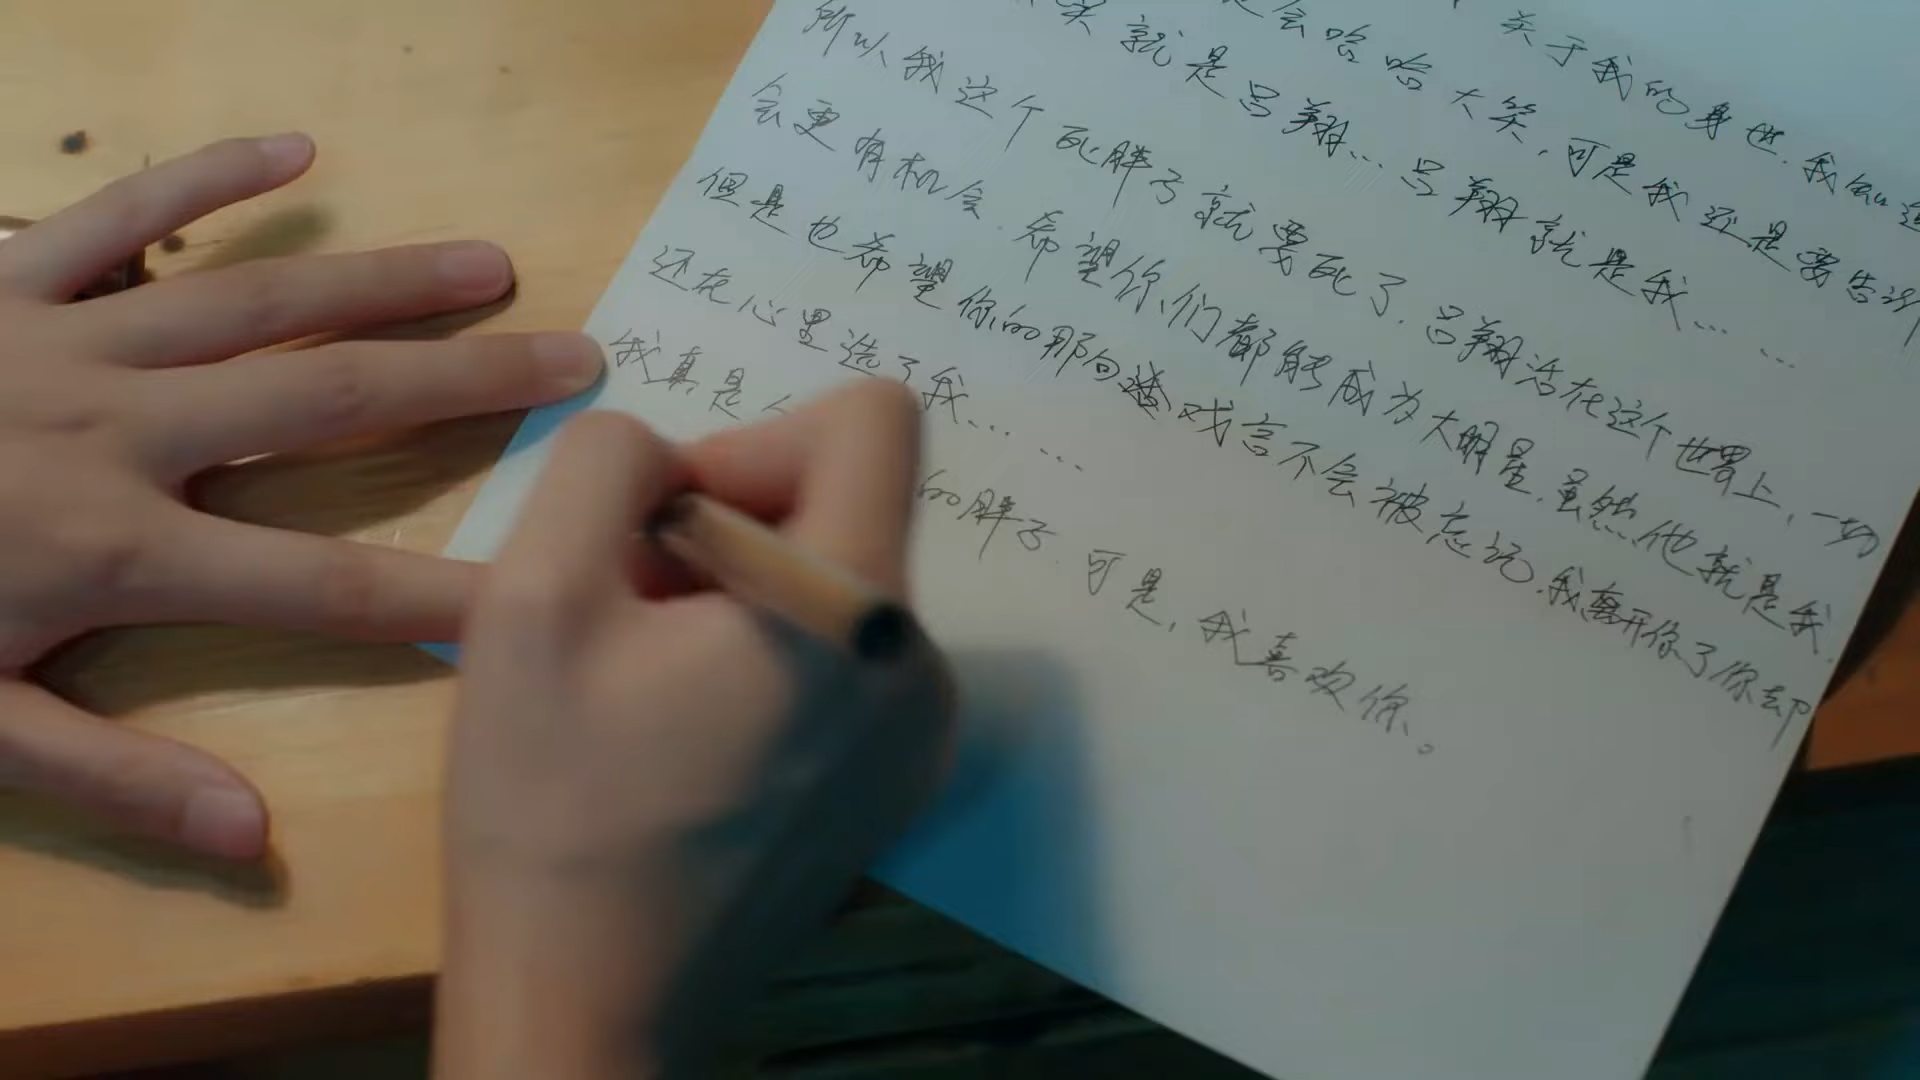 关于我的身世.我知道
会哈哈大笑,可是我还是要告诉
就是吕翔...吕翔就是我... ...
所以我这个死胖子就要死了.吕翔活在这个世界上,一切
会更有机会.希望你们都能成为大明星.虽然他就是我.
但是也希望你的那句遗戏言不会被忘记.我离开你了你却
还在心里选了我... ...
我真是 的胖子.可是,我喜欢你。